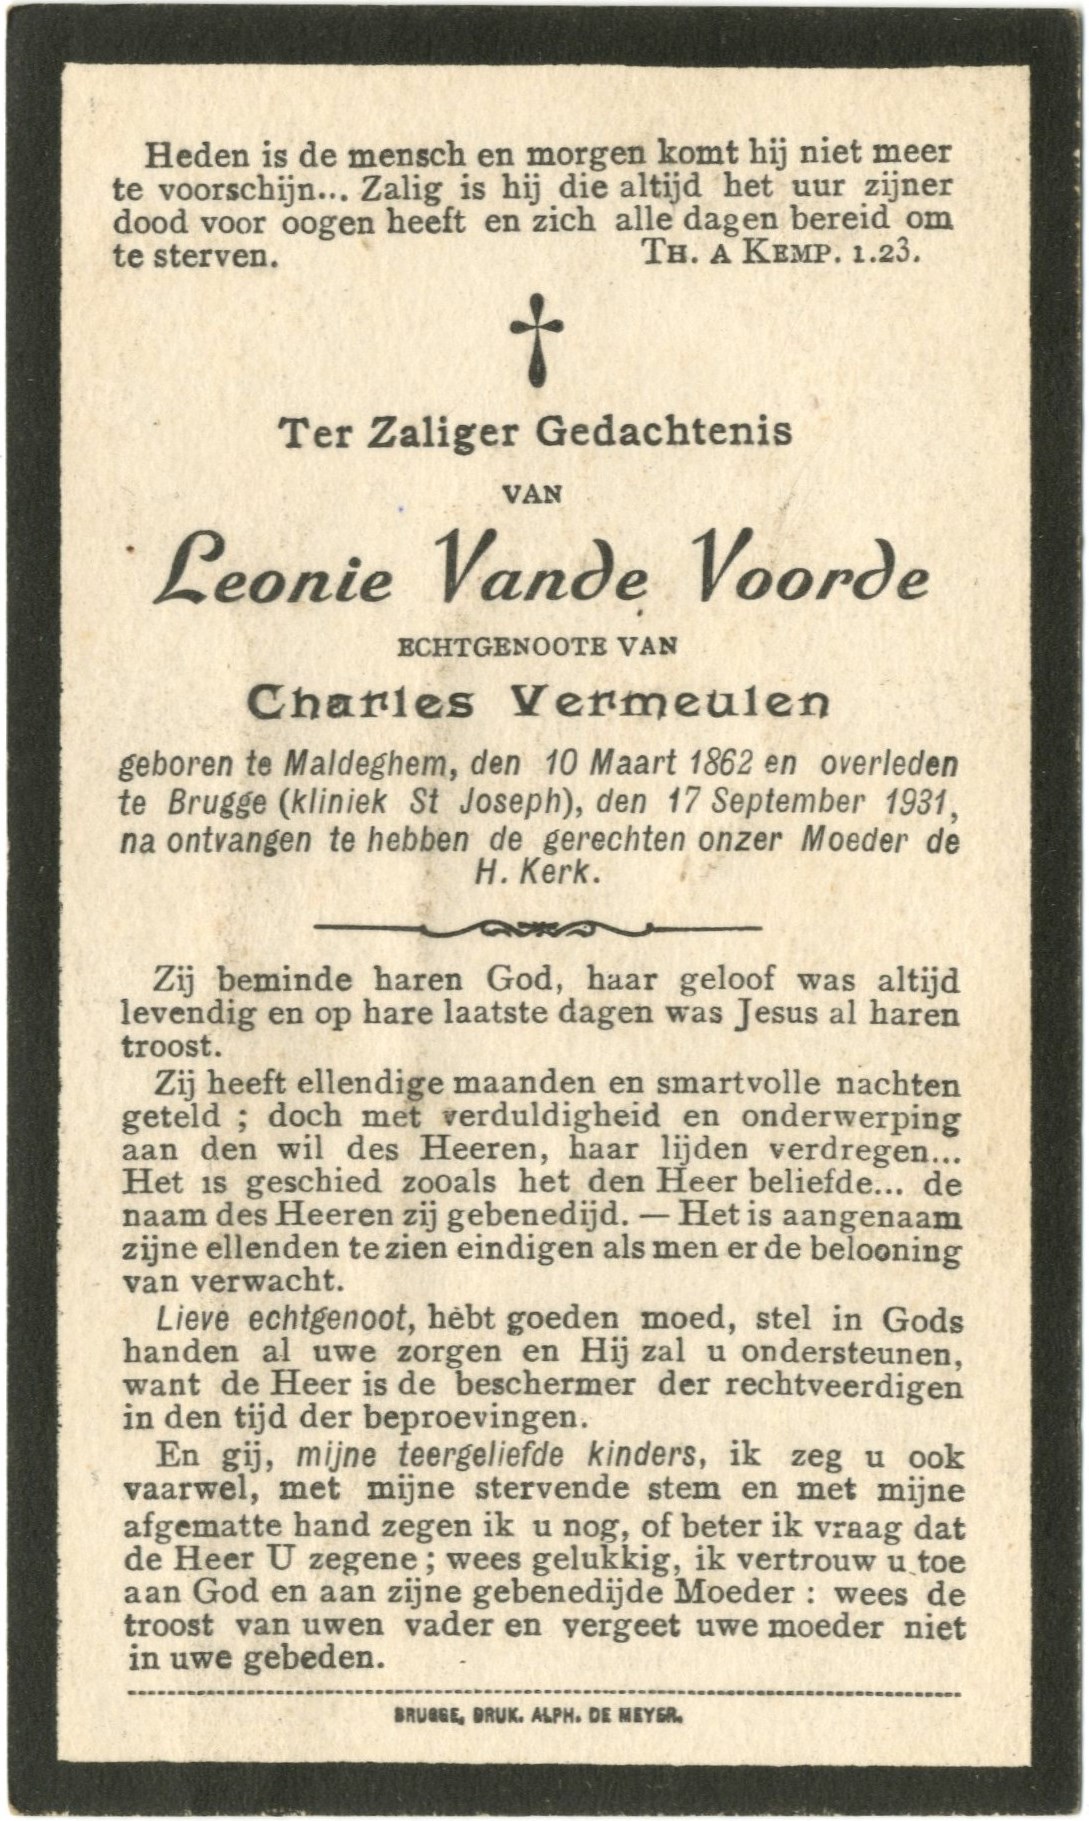 Heden is de mensch en morgen komt hij niet meer
te voorschijn... Zalig is hij die altijd het uur zijner
dood voor oogen heeft en zich alle dagen bereid om
te sterven. TH. A KEMP. 1.23.
Ter Zaliger Gedachtenis
VAN
Leonie Vande Voorde
ECHTGENOOTE VAN
Charles Vermeulen
geboren te Maldeghem, den 10 Maart 1862 en overleden
te Brugge (kliniek St Joseph), den 17 September 1931,
na ontvangen te hebben de gerechten onzer Moeder de
H. Kerk.
Zij beminde haren God, haar geloof was altijd
levendig en op hare laatste dagen was Jesus al haren
troost.
Zij heeft ellendige maanden en smartvolle nachten
geteld ; doch met verduldigheid en onderwerping
aan den wil des Heeren, haar lijden verdregen...
Het is geschied zooals het den Heer beliefde... de
naam des Heeren zij gebenedijd. — Het is aangenaam
zijne ellenden te zien eindigen als men er de belooning
van verwacht.
Lieve echtgenoot, hebt goeden moed, stel in Gods
handen al uwe zorgen en Hij zal u ondersteunen,
want de Heer is de beschermer der rechtveerdigen
in den tijd der beproevingen.
En gij, mijne teergeliefde kinders, ik zeg u ook
vaarwel, met mijne stervende stem en met mijne
afgematte hand zegen ik u nog, of beter ik vraag dat
de Heer U zegene ; wees gelukkig, ik vertrouw u toe
aan God en aan zijne gebenedijde Moeder : wees de
troost van uwen vader en vergeet uwe moeder niet
in uwe gebeden.
BRUGGE, DRUK. ALPH. DE MEYER.